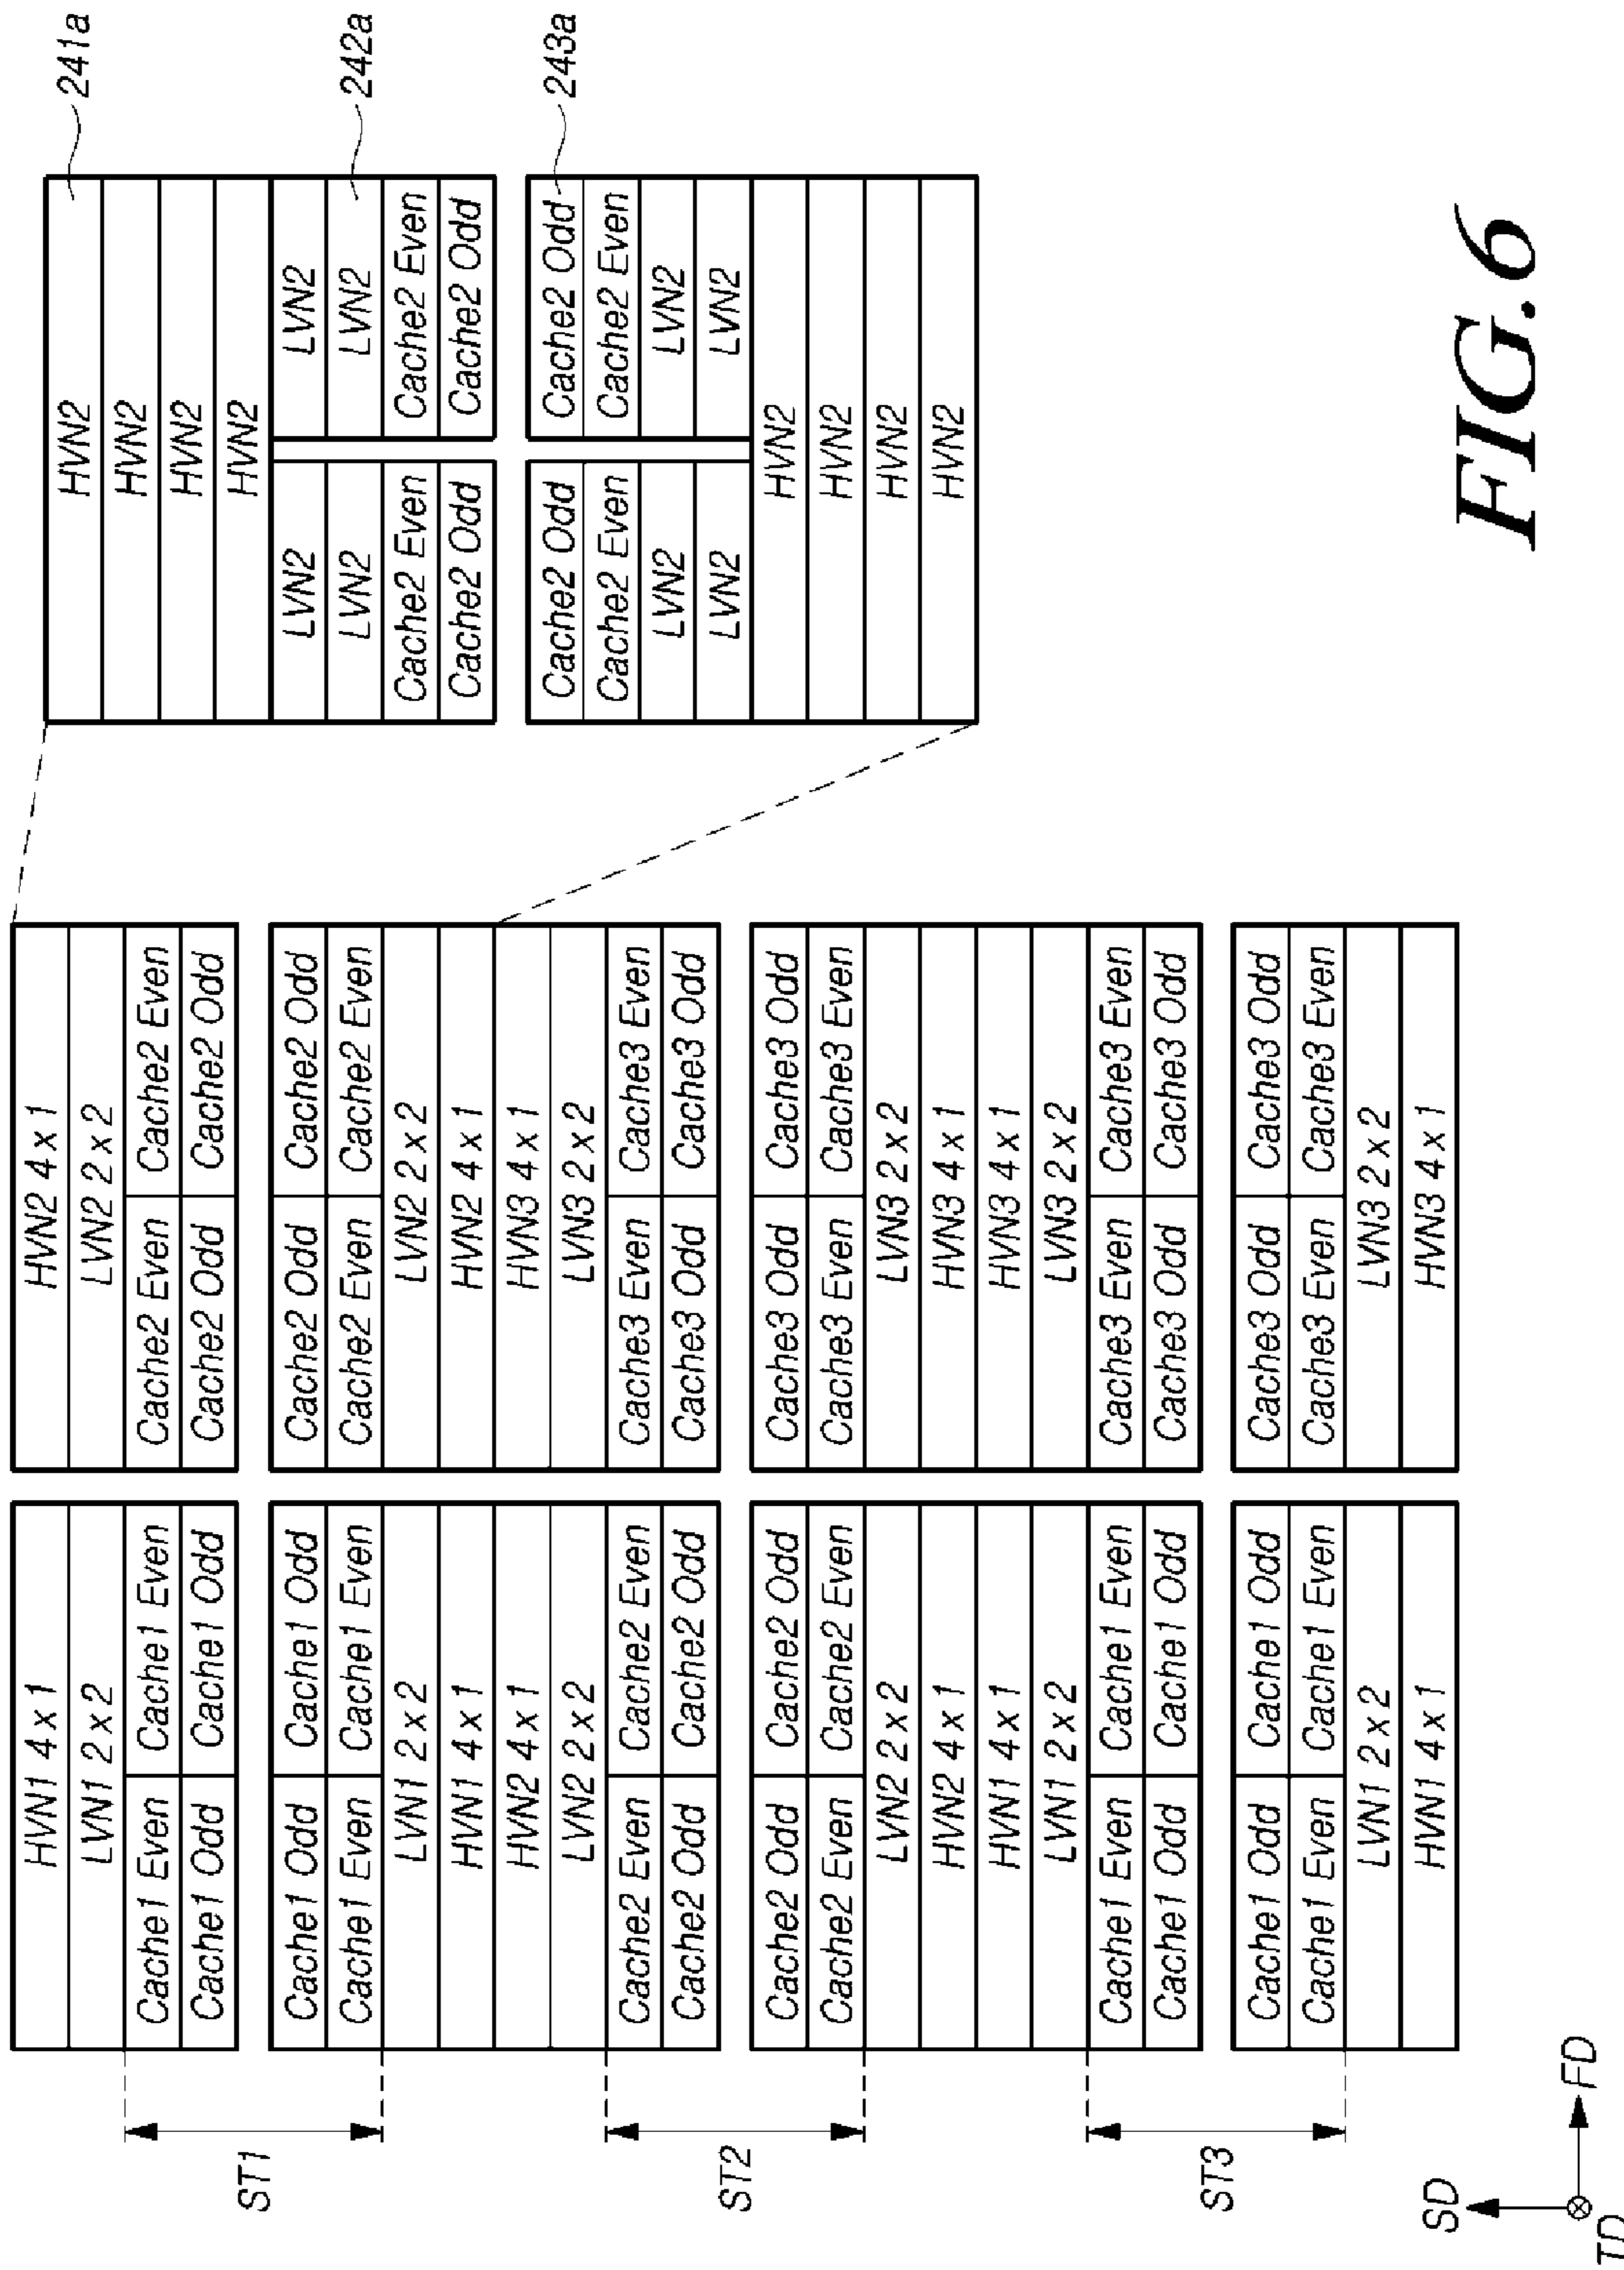 HVN1 4 x 1
LVN1 2 x 2
Cache1 Even Cache1 Even
Cache1 Odd Cache1 Odd
Cache1 Odd Cache1 Odd
Cache1 Even Cache1 Even
LVN1 2 x 2
HVN1 4 x 1
HVN2 4 x 1
LVN2 2 x 2
Cache2 Even Cache2 Even
Cache2 Odd Cache2 Odd
Cache2 Odd Cache2 Odd
Cache2 Even Cache2 Even
LVN2 2 x 2
HVN2 4 x 1
HVN1 4 x 1
LVN1 2 x 2
Cache1 Even Cache1 Even
Cache1 Odd Cache1 Odd
Cache1 Odd Cache1 Odd
Cache1 Even Cache1 Even
LVN1 2 x 2
HVN1 4 x 1
ST1
ST2
ST3
HVN2 4 x 1
LVN2 2 x 2
Cache2 Even Cache2 Even
Cache2 Odd Cache2 Odd
Cache2 Odd Cache2 Odd
Cache2 Even Cache2 Even
LVN2 2 x 2
HVN2 4 x 1
HVN3 4 x 1
LVN3 2 x 2
Cache3 Even Cache3 Even
Cache3 Odd Cache3 Odd
Cache3 Odd Cache3 Odd
Cache3 Even Cache3 Even
LVN3 2 x 2
HVN3 4 x 1
HVN3 4 x 1
LVN3 2 x 2
Cache3 Even Cache3 Even
Cache3 Odd Cache3 Odd
Cache3 Odd Cache3 Odd
Cache3 Even Cache3 Even
LVN3 2 x 2
HVN3 4 x 1
HVN2 241a
HVN2
HVN2
HVN2
LVN2 LVN2
LVN2 LVN2 242a
Cache2 Even Cache2 Even
Cache2 Odd Cache2 Odd
Cache2 Odd Cache2 Odd 243a
Cache2 Even Cache2 Even
LVN2 LVN2
LVN2 LVN2
HVN2
HVN2
HVN2
HVN2
SD
FD
TD
FIG.6